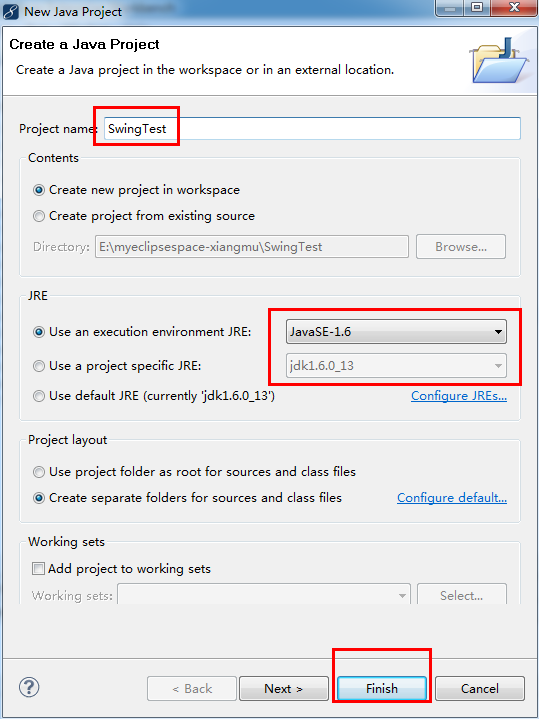 New Java Project
Create a Java Project
Create a Java project in the workspace or in an external location.
Project name: SwingTest
Contents
Create new project in workspace
Create project from existing source
Directory: E:\myeclipsespace-xiangmu\SwingTest Browse...
JRE
Use an execution environment JRE: JavaSE-1.6
Use a project specific JRE: jdk1.6.0_13
Use default JRE (currently 'jdk1.6.0_13') Configure JREs...
Project layout
Use project folder as root for sources and class files
Create separate folders for sources and class files Configure default...
Working sets
Add project to working sets
Working sets: Select...
? < Back Next > Finish Cancel